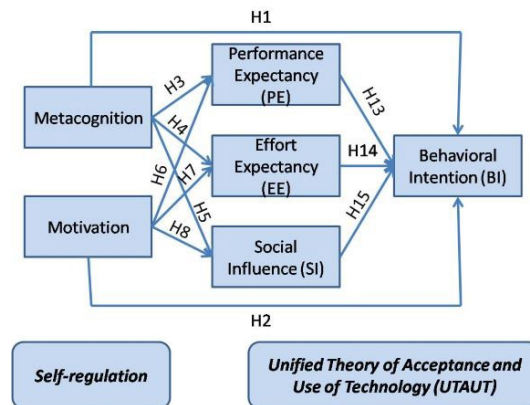 H1
Performance
Expectancy
(PE)
Metacognition
H3
H4
H13
Effort
Expectancy
(EE)
H14
Behavioral
Intention (BI)
H6
H7
H5
H15
Motivation
H8
Social
Influence (SI)
H2
Self-regulation
Unified Theory of Acceptance and
Use of Technology (UTAUT)